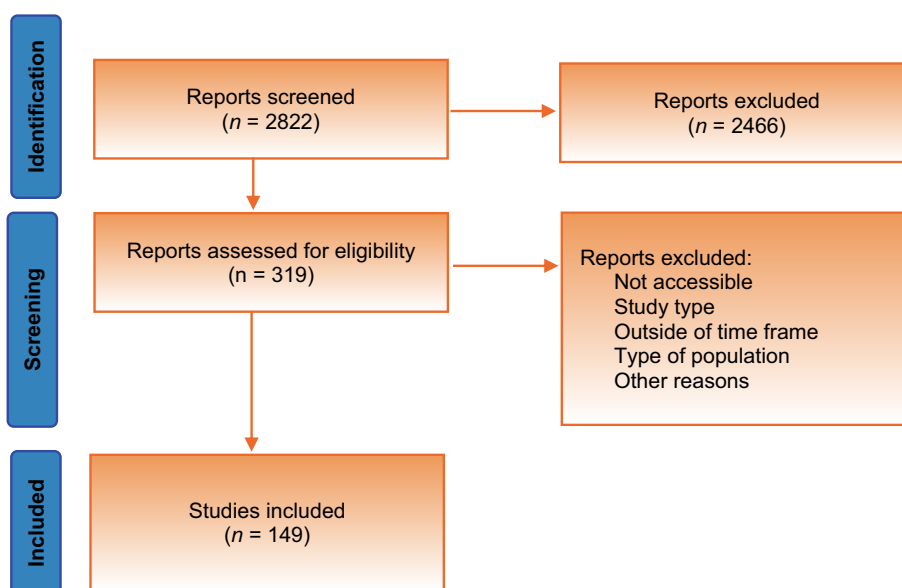 Identification
Reports screened
(n = 2822)
Reports excluded
(n = 2466)
Screening
Reports assessed for eligibility
(n = 319)
Reports excluded:
Not accessible
Study type
Outside of time frame
Type of population
Other reasons
Included
Studies included
(n = 149)